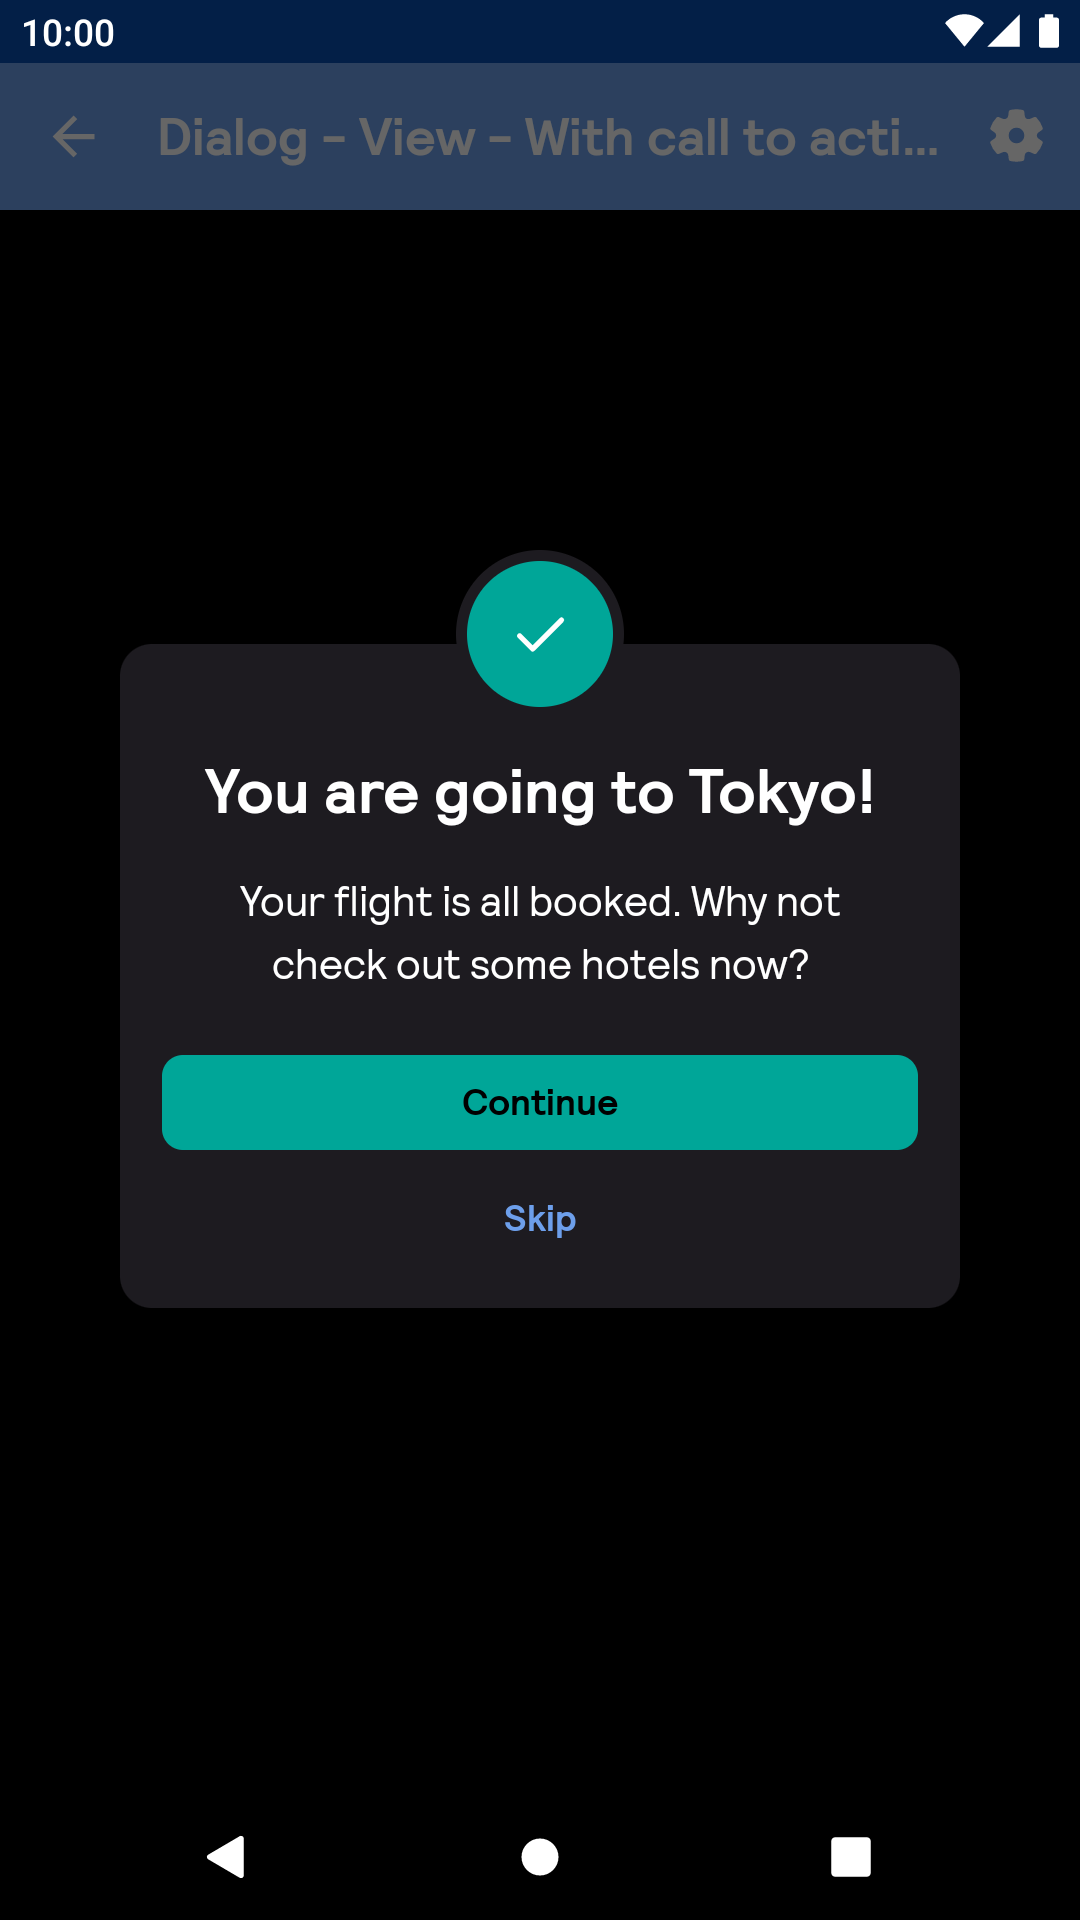 10:00
Dialog - View - With call to acti...
You are going to Tokyo!
Your flight is all booked. Why not
check out some hotels now?
Continue
Skip